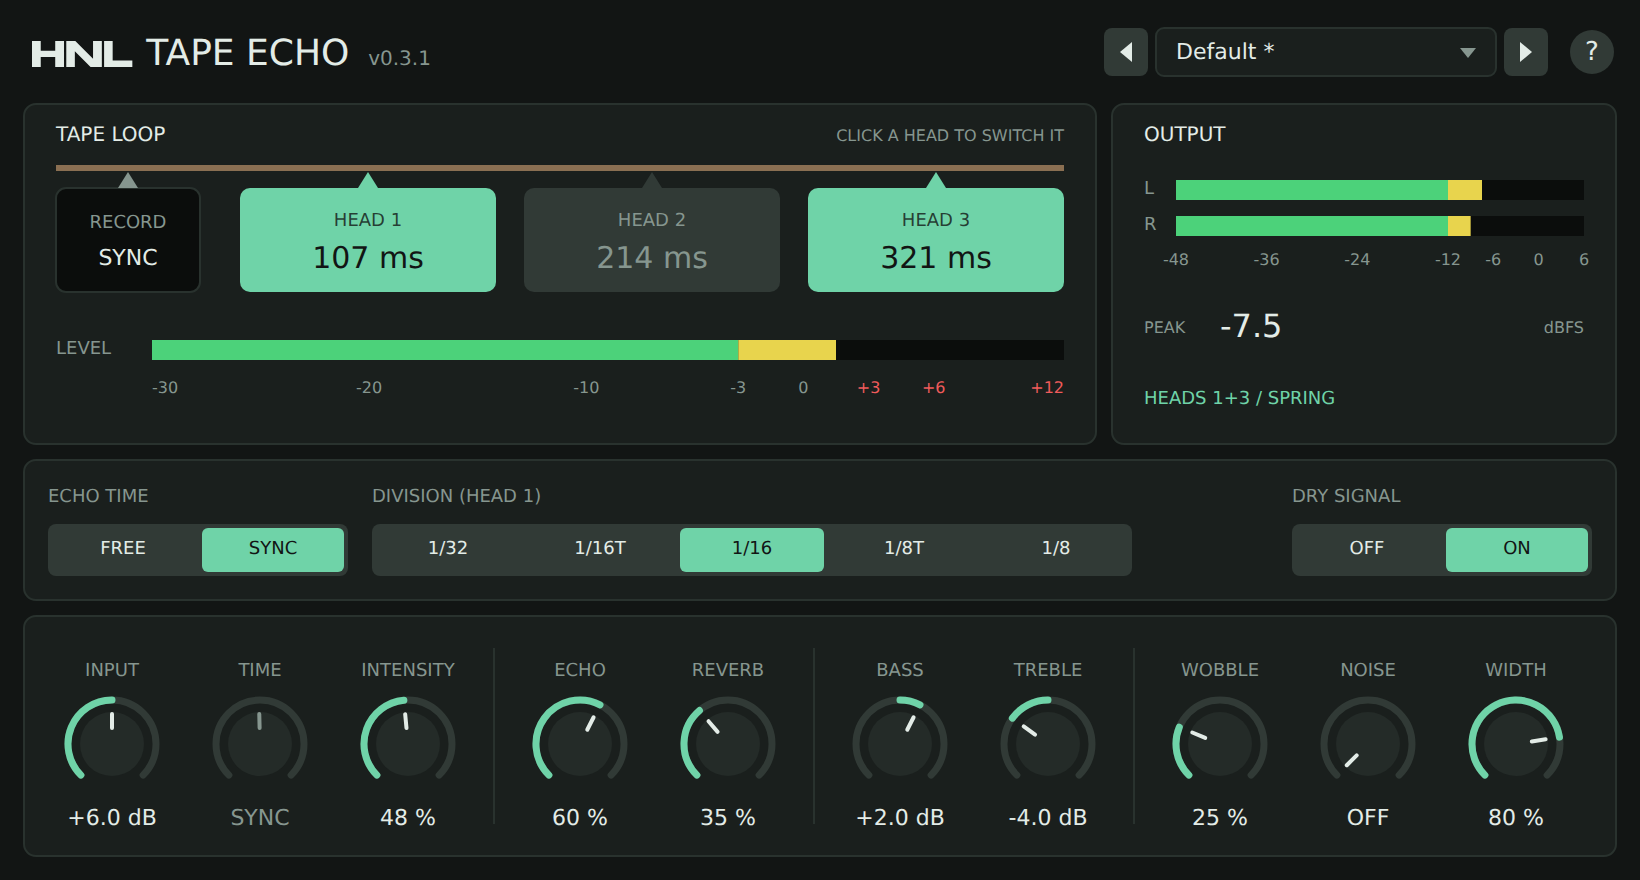 HNL TAPE ECHO v0.3.1
Default *
?
TAPE LOOP
CLICK A HEAD TO SWITCH IT
RECORD
SYNC
HEAD 1
107 ms
HEAD 2
214 ms
HEAD 3
321 ms
LEVEL
-30 -20 -10 -3 0 +3 +6 +12
OUTPUT
L
R
-48 -36 -24 -12 -6 0 6
PEAK -7.5 dBFS
HEADS 1+3 / SPRING
ECHO TIME
FREE SYNC
DIVISION (HEAD 1)
1/32 1/16T 1/16 1/8T 1/8
DRY SIGNAL
OFF ON
INPUT TIME INTENSITY ECHO REVERB BASS TREBLE WOBBLE NOISE WIDTH
+6.0 dB SYNC 48 % 60 % 35 % +2.0 dB -4.0 dB 25 % OFF 80 %